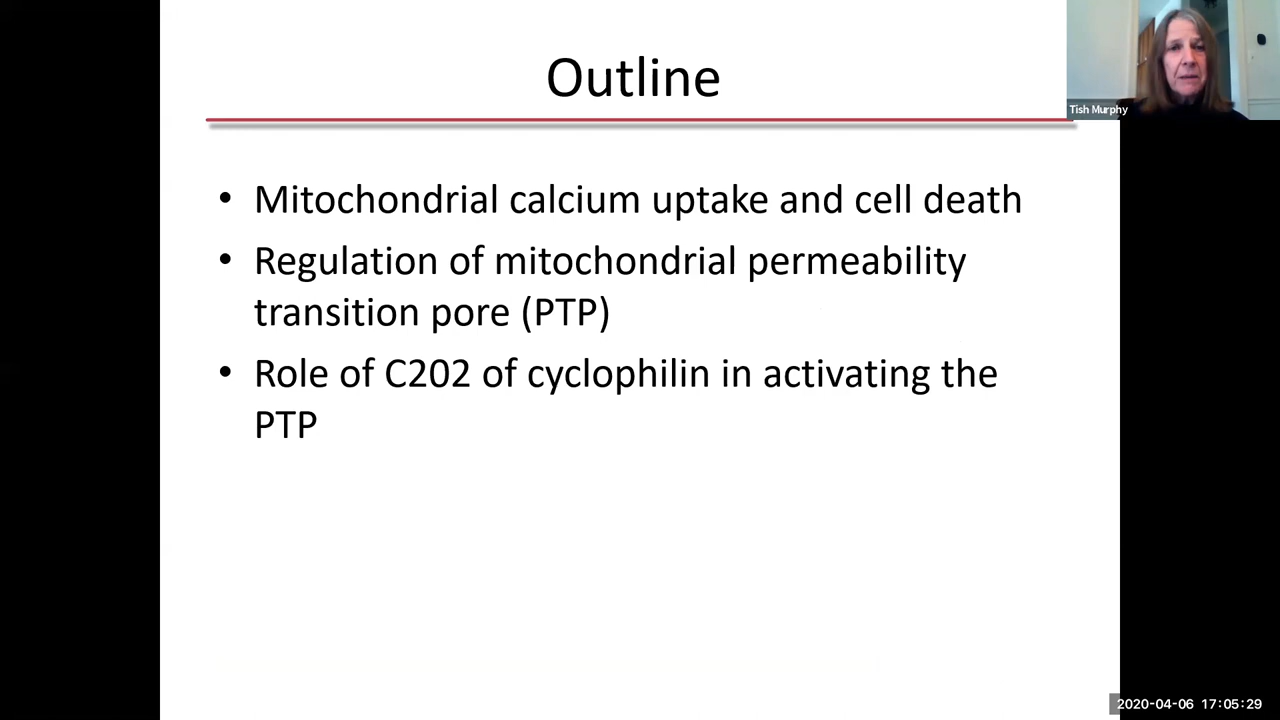 Outline
Tish Murphy
• Mitochondrial calcium uptake and cell death
• Regulation of mitochondrial permeability
transition pore (PTP)
• Role of C202 of cyclophilin in activating the
PTP
2020-04-06 17:05:29